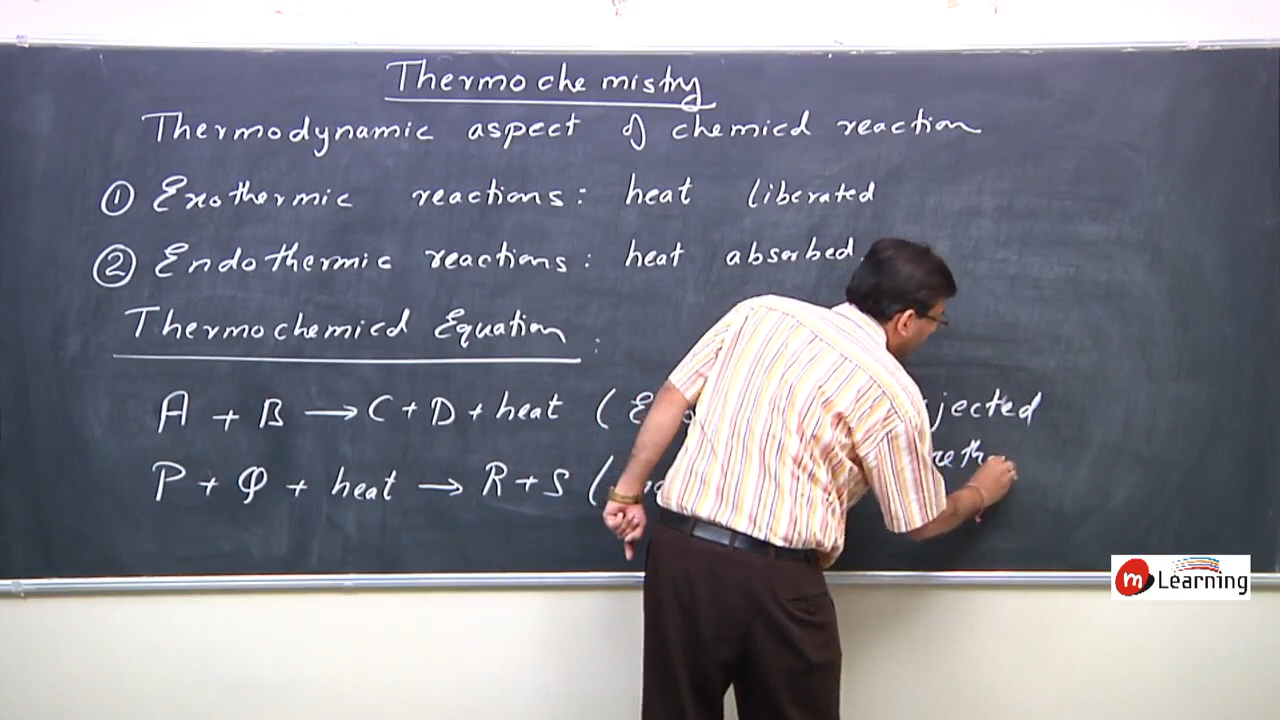 Thermochemistry
Thermodynamic aspect of chemical reaction
① Exothermic reactions: heat liberated
② Endothermic reactions: heat absorbed.
Thermochemical Equation :
A + B → C + D + heat (
P + Q + heat → R + S (
m Learning